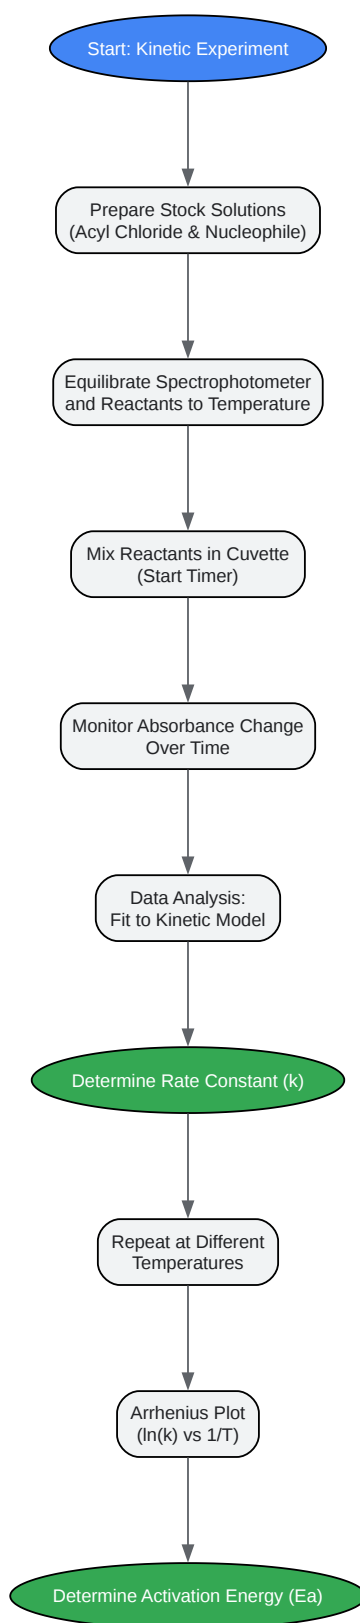 Start: Kinetic Experiment
Prepare Stock Solutions
(Acyl Chloride & Nucleophile)
Equilibrate Spectrophotometer
and Reactants to Temperature
Mix Reactants in Cuvette
(Start Timer)
Monitor Absorbance Change
Over Time
Data Analysis:
Fit to Kinetic Model
Determine Rate Constant (k)
Repeat at Different
Temperatures
Arrhenius Plot
(ln(k) vs 1/T)
Determine Activation Energy (Ea)